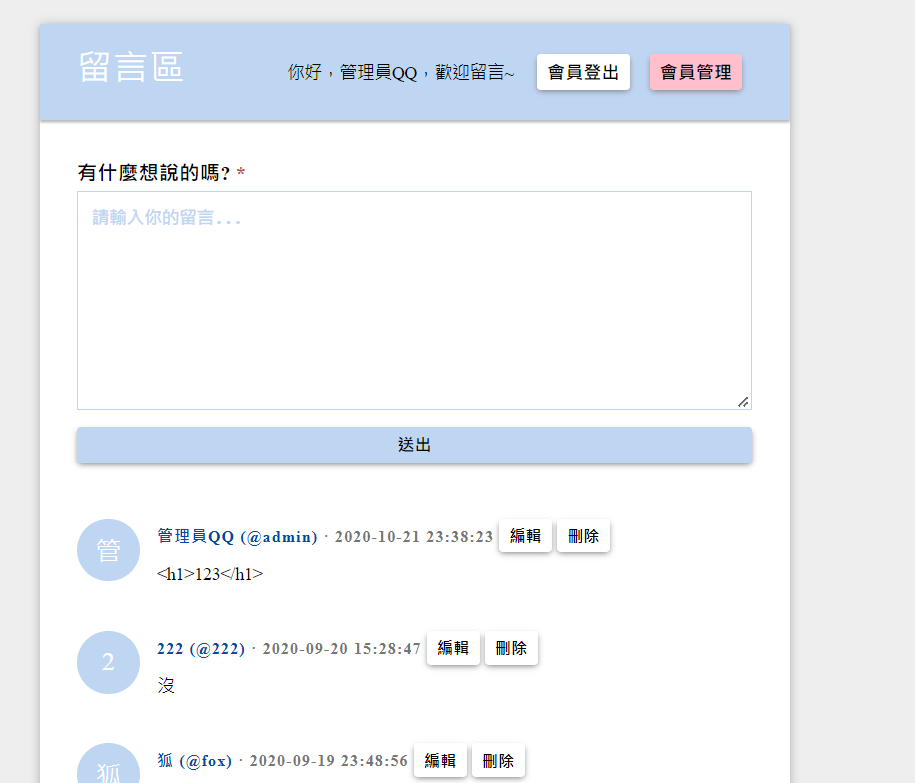 留言區
你好，管理員QQ，歡迎留言~ 會員登出 會員管理
有什麼想說的嗎? *
請輸入你的留言...
送出
管 管理員QQ (@admin) · 2020-10-21 23:38:23 編輯 刪除
<h1>123</h1>
2 222 (@222) · 2020-09-20 15:28:47 編輯 刪除
沒
狐 狐 (@fox) · 2020-09-19 23:48:56 編輯 刪除